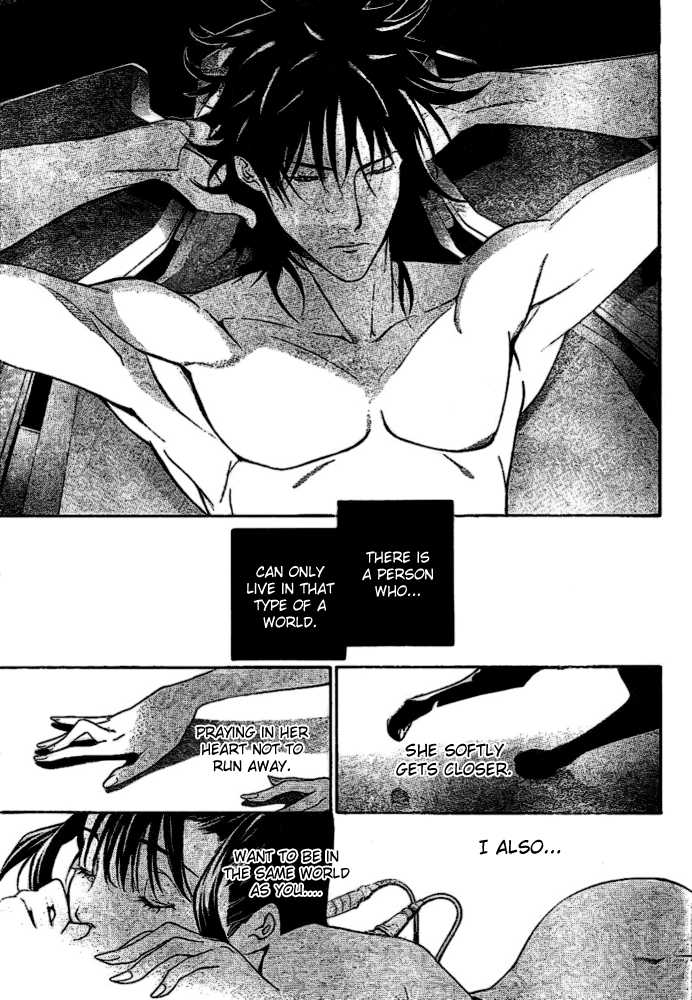 THERE IS
A PERSON
WHO...
CAN ONLY
LIVE IN THAT
TYPE OF A
WORLD.
SHE SOFTLY
GETS CLOSER.
PRAYING IN HER
HEART NOT TO
RUN AWAY.
I ALSO...
WANT TO BE IN
THE SAME WORLD
AS YOU....